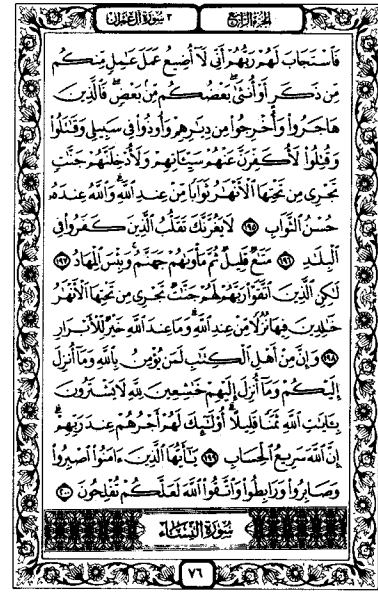 الجزء الرابع
٣ سورة آل عمران
فَٱسْتَجَابَ لَهُمْ رَبُّهُمْ أَنِّي لَآ أُضِيعُ عَمَلَ عَٰمِلٍ مِّنكُم
مِّن ذَكَرٍ أَوْ أُنثَىٰ بَعْضُكُم مِّنۢ بَعْضٍ فَٱلَّذِينَ
هَاجَرُوا۟ وَأُخْرِجُوا۟ مِن دِيَٰرِهِمْ وَأُوذُوا۟ فِي سَبِيلِي وَقَٰتَلُوا۟
وَقُتِلُوا۟ لَأُكَفِّرَنَّ عَنْهُمْ سَيِّـَٔاتِهِمْ وَلَأُدْخِلَنَّهُمْ جَنَّٰتٍ
تَجْرِي مِن تَحْتِهَا ٱلْأَنْهَٰرُ ثَوَابًا مِّنْ عِندِ ٱللَّهِ وَٱللَّهُ عِندَهُۥ
حُسْنُ ٱلثَّوَابِ ١٩٥ لَا يَغُرَّنَّكَ تَقَلُّبُ ٱلَّذِينَ كَفَرُوا۟ فِي
ٱلْبِلَٰدِ ١٩٦ مَتَٰعٌ قَلِيلٌ ثُمَّ مَأْوَىٰهُمْ جَهَنَّمُ وَبِئْسَ ٱلْمِهَادُ ١٩٧
لَٰكِنِ ٱلَّذِينَ ٱتَّقَوْا۟ رَبَّهُمْ لَهُمْ جَنَّٰتٌ تَجْرِي مِن تَحْتِهَا ٱلْأَنْهَٰرُ
خَٰلِدِينَ فِيهَا نُزُلًا مِّنْ عِندِ ٱللَّهِ وَمَا عِندَ ٱللَّهِ خَيْرٌ لِّلْأَبْرَارِ
١٩٨ وَإِنَّ مِنْ أَهْلِ ٱلْكِتَٰبِ لَمَن يُؤْمِنُ بِٱللَّهِ وَمَآ أُنزِلَ
إِلَيْكُمْ وَمَآ أُنزِلَ إِلَيْهِمْ خَٰشِعِينَ لِلَّهِ لَا يَشْتَرُونَ
بِـَٔايَٰتِ ٱللَّهِ ثَمَنًا قَلِيلًا أُو۟لَٰٓئِكَ لَهُمْ أَجْرُهُمْ عِندَ رَبِّهِمْ
إِنَّ ٱللَّهَ سَرِيعُ ٱلْحِسَابِ ١٩٩ يَٰٓأَيُّهَا ٱلَّذِينَ ءَامَنُوا۟ ٱصْبِرُوا۟
وَصَابِرُوا۟ وَرَابِطُوا۟ وَٱتَّقُوا۟ ٱللَّهَ لَعَلَّكُمْ تُفْلِحُونَ ٢٠٠
سُورَةُ النِّسَاء
٧٦